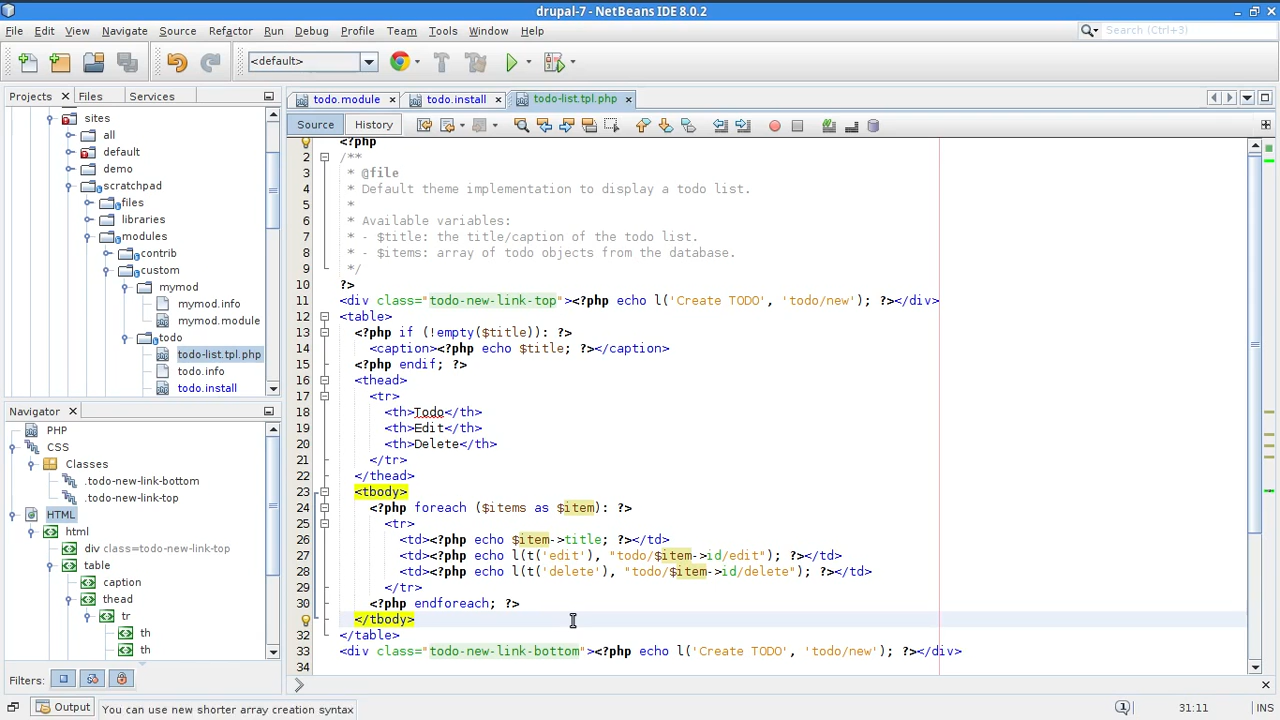 drupal-7 - NetBeans IDE 8.0.2
File Edit View Navigate Source Refactor Run Debug Profile Team Tools Window Help
Search (Ctrl+3)
<default>
Projects Files Services
sites
all
default
demo
scratchpad
files
libraries
modules
contrib
custom
mymod
mymod.info
mymod.module
todo
todo-list.tpl.php
todo.info
todo.install
Navigator
PHP
CSS
Classes
.todo-new-link-bottom
.todo-new-link-top
HTML
html
div class=todo-new-link-top
table
caption
thead
tr
th
th
Filters:
todo.module todo.install todo-list.tpl.php
Source History
<?php
2 /**
3  * @file
4  * Default theme implementation to display a todo list.
5  *
6  * Available variables:
7  * - $title: the title/caption of the todo list.
8  * - $items: array of todo objects from the database.
9  */
10 ?>
11 <div class="todo-new-link-top"><?php echo l('Create TODO', 'todo/new'); ?></div>
12 <table>
13   <?php if (!empty($title)): ?>
14     <caption><?php echo $title; ?></caption>
15   <?php endif; ?>
16   <thead>
17     <tr>
18       <th>Todo</th>
19       <th>Edit</th>
20       <th>Delete</th>
21     </tr>
22   </thead>
23   <tbody>
24     <?php foreach ($items as $item): ?>
25       <tr>
26         <td><?php echo $item->title; ?></td>
27         <td><?php echo l(t('edit'), "todo/$item->id/edit"); ?></td>
28         <td><?php echo l(t('delete'), "todo/$item->id/delete"); ?></td>
29       </tr>
30     <?php endforeach; ?>
</tbody>
32 </table>
33 <div class="todo-new-link-bottom"><?php echo l('Create TODO', 'todo/new'); ?></div>
34
Output
You can use new shorter array creation syntax
1
31:11
INS